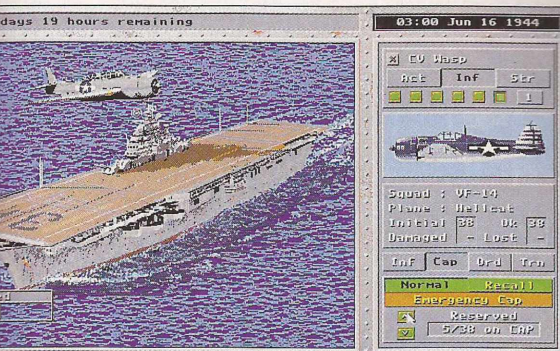 days 19 hours remaining
03:00 Jun 16 1944
x CV Wasp
Act Inf Str
1
Squad : VF-14
Plane : Hellcat
Initial 38 Ok 38
Damaged - Lost -
Inf Cap Ord Trn
Normal Recall
Emergency Cap
Reserved
5/38 on CAP